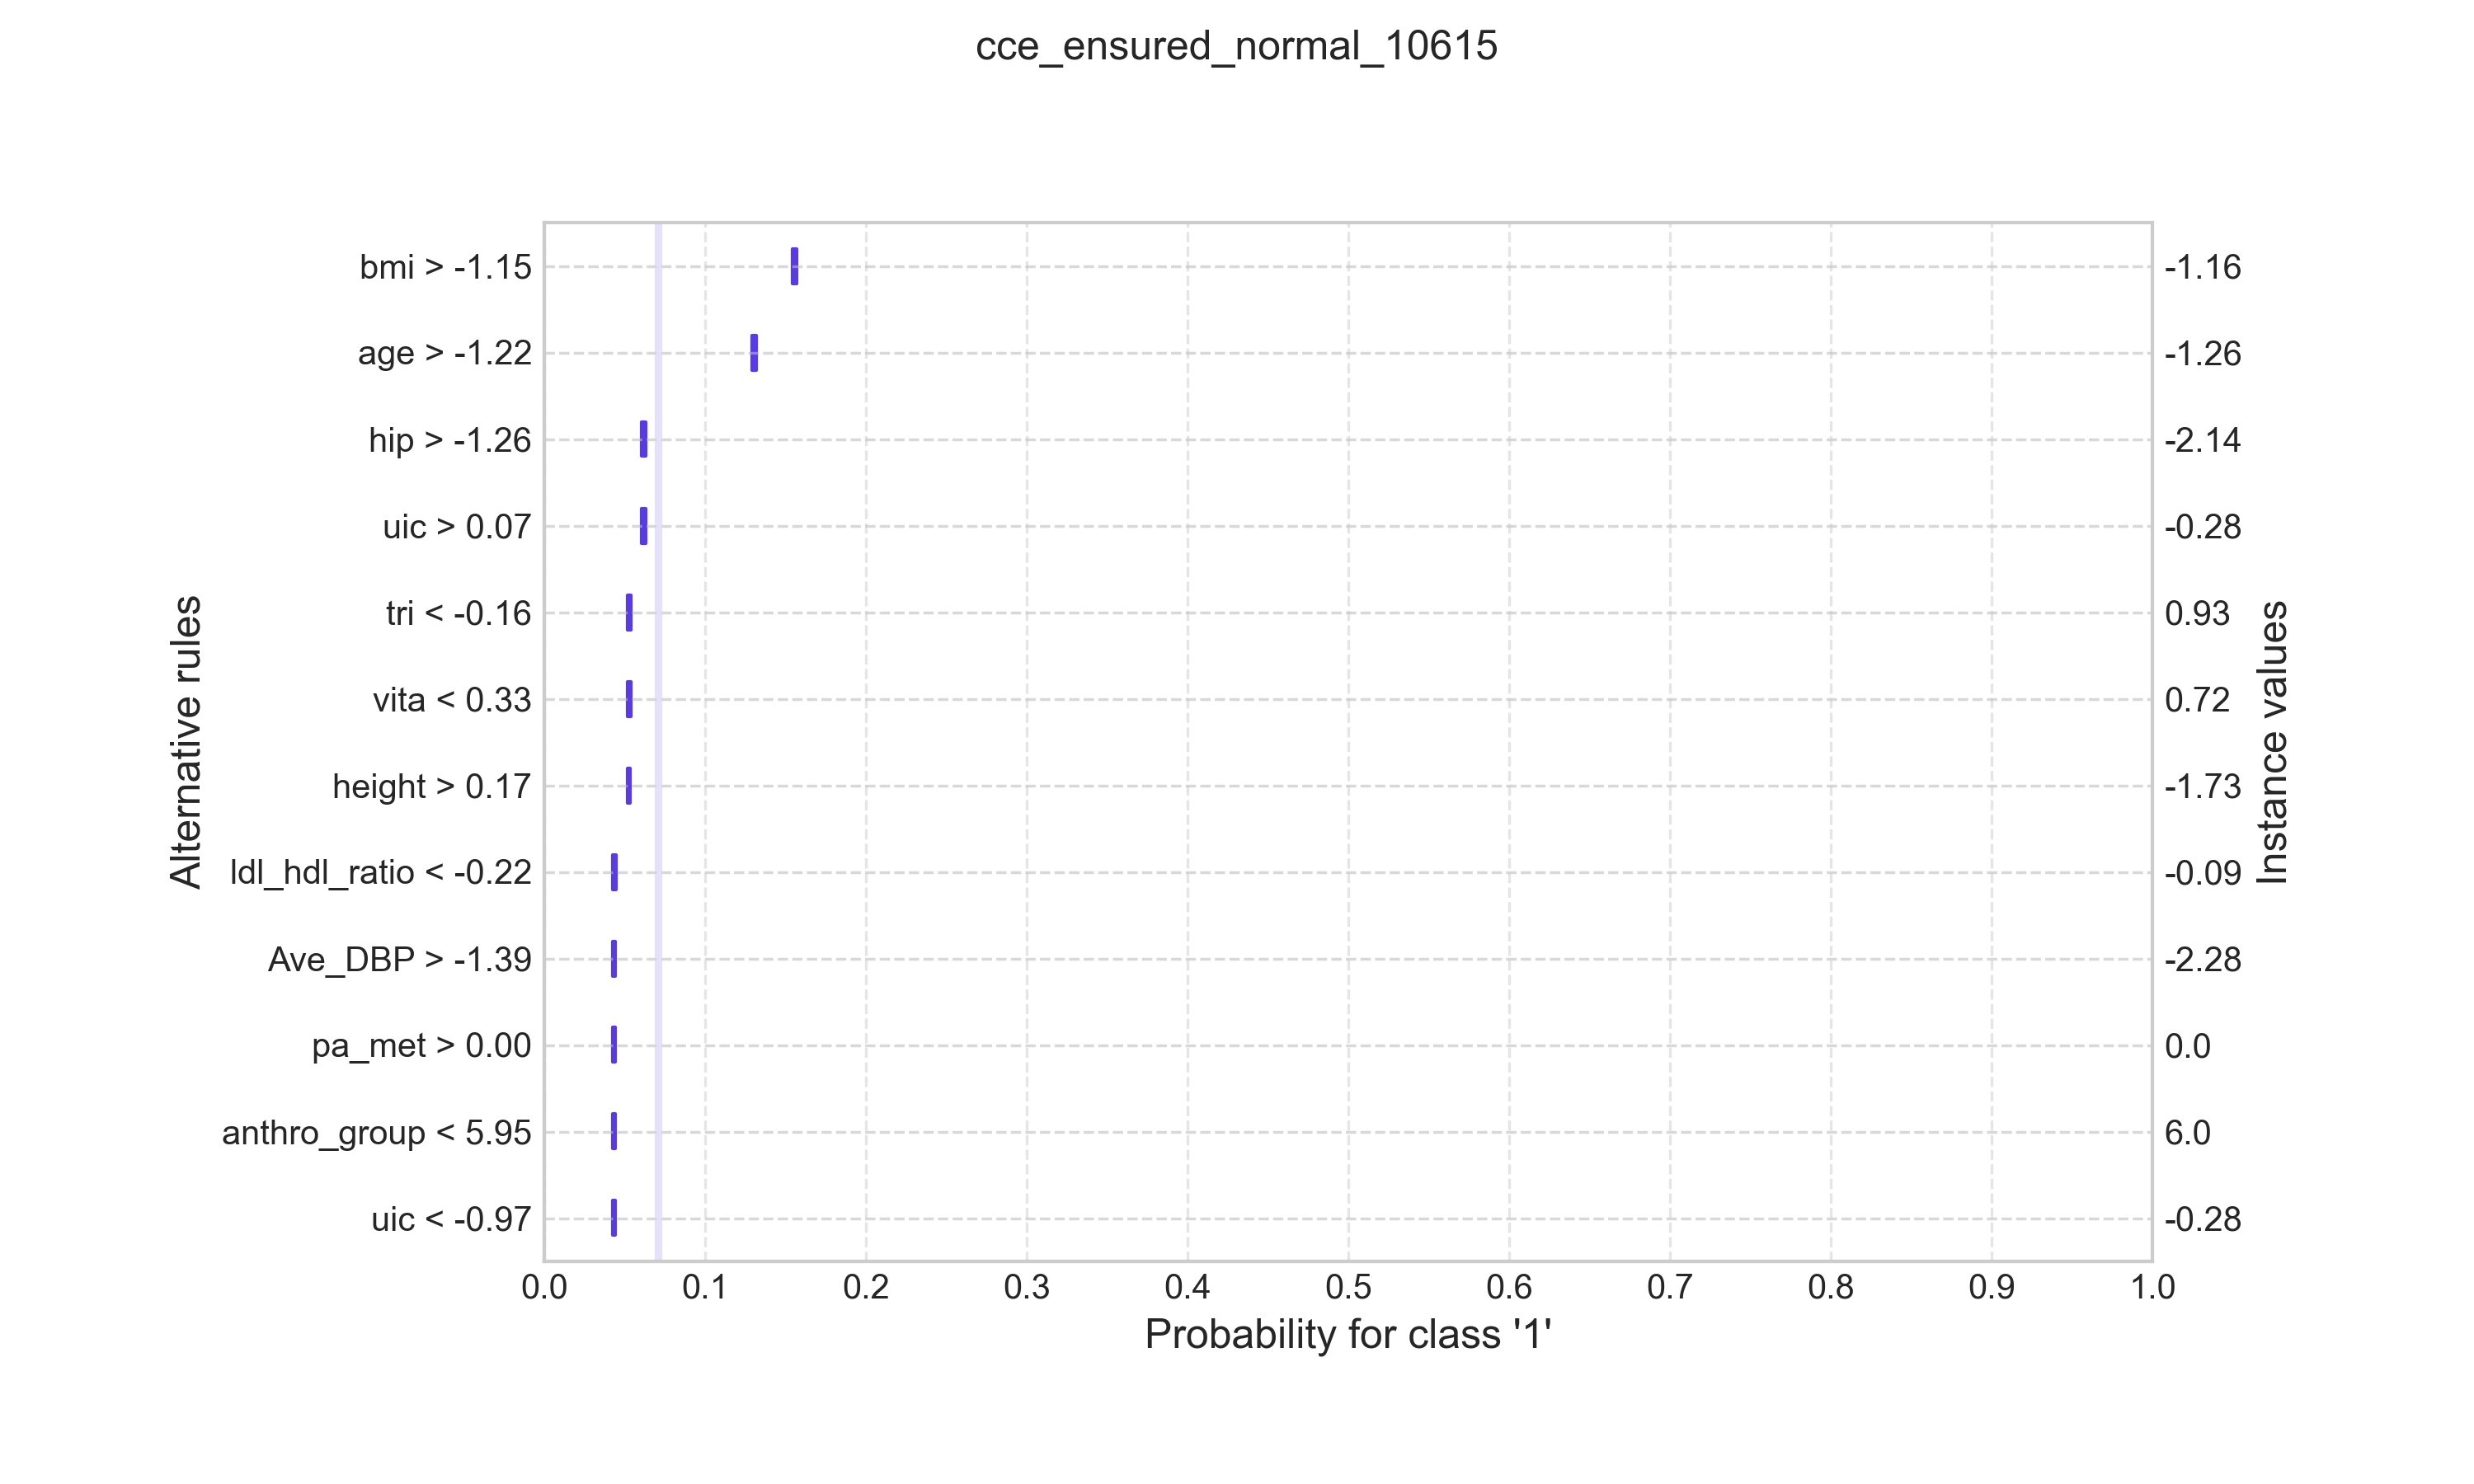 cce_ensured_normal_10615
Alternative rules
bmi > -1.15 -1.16
age > -1.22 -1.26
hip > -1.26 -2.14
uic > 0.07 -0.28
tri < -0.16 0.93
vita < 0.33 0.72
height > 0.17 -1.73
ldl_hdl_ratio < -0.22 -0.09
Ave_DBP > -1.39 -2.28
pa_met > 0.00 0.0
anthro_group < 5.95 6.0
uic < -0.97 -0.28
Instance values
0.0 0.1 0.2 0.3 0.4 0.5 0.6 0.7 0.8 0.9 1.0
Probability for class '1'